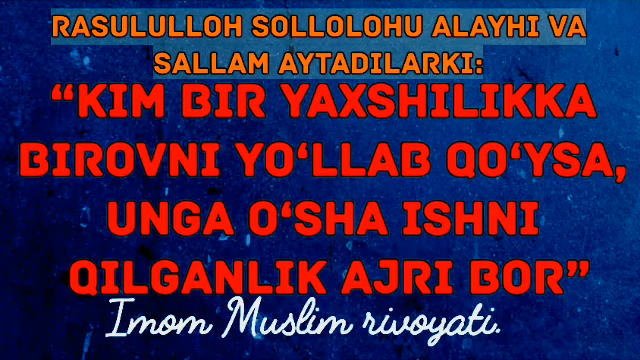 RASULULLOH SOLLOLOHU ALAYHI VA
SALLAM AYTADILARKI:
“KIM BIR YAXSHILIKKA
BIROVNI YO‘LLAB QO‘YSA,
UNGA O‘SHA ISHNI
QILGANLIK AJRI BOR”
Imom Muslim rivoyati.